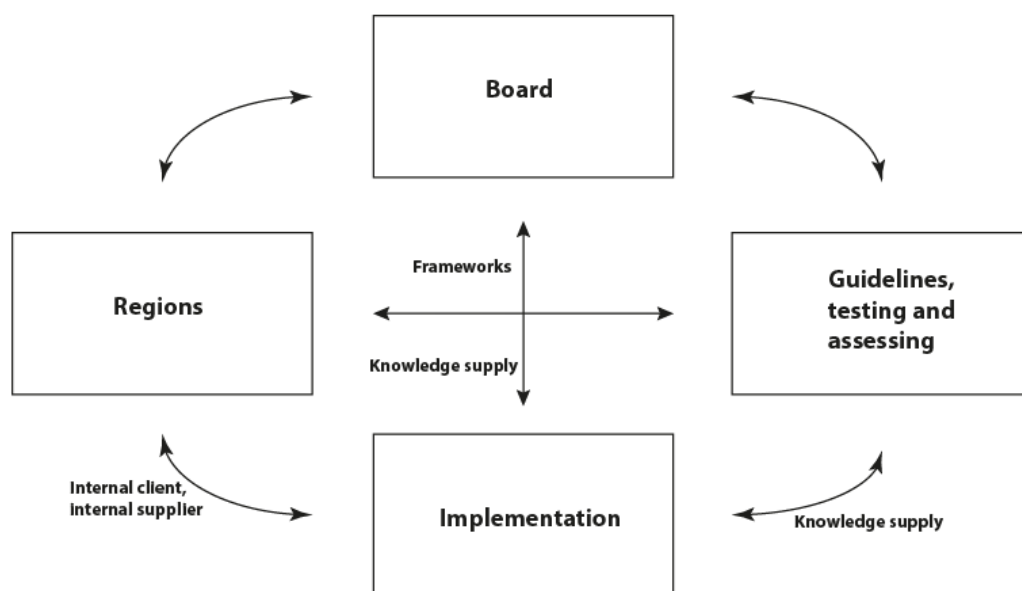 Board
Frameworks
Regions
Guidelines,
testing and
assessing
Knowledge supply
Internal client,
internal supplier
Implementation
Knowledge supply